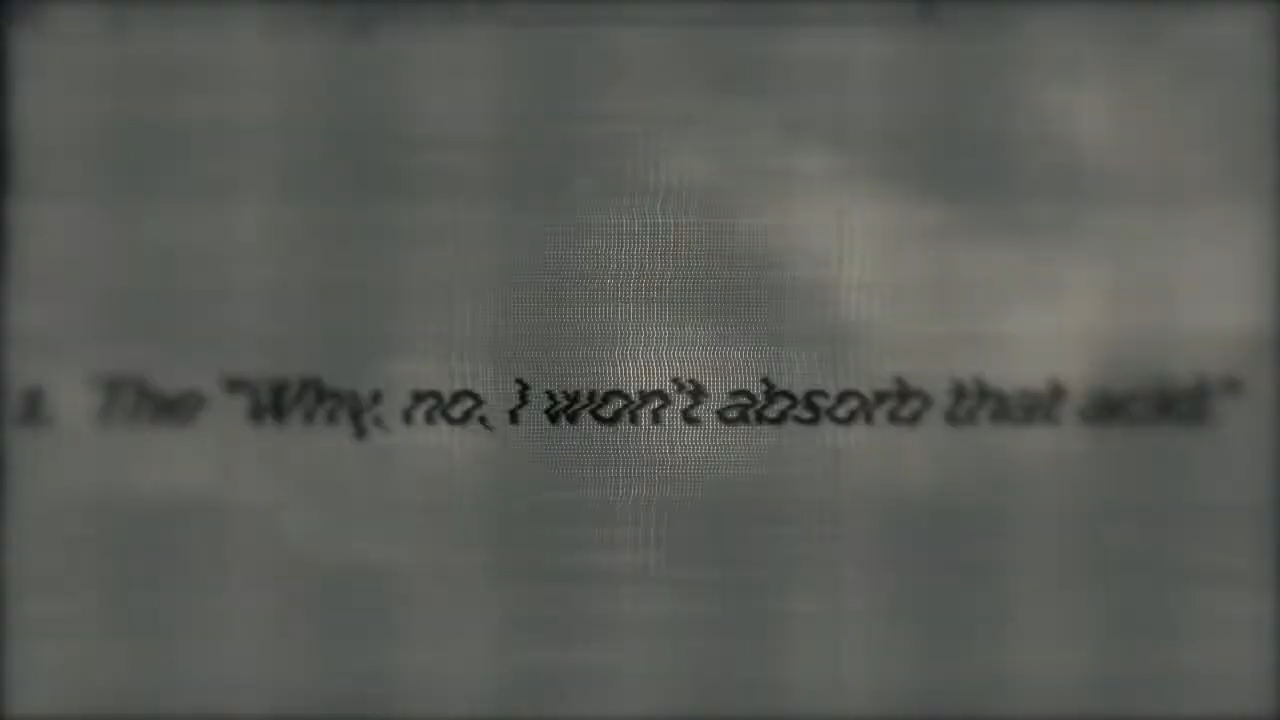 The "Why, no, I won't absorb that acid."